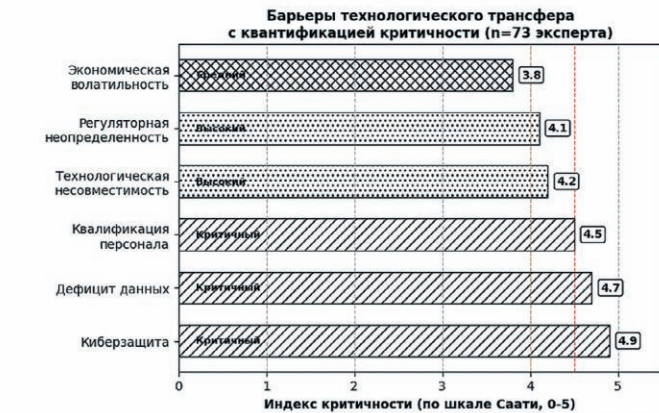 Барьеры технологического трансфера
с квантификацией критичности (n=73 эксперта)
Экономическая
волатильность
Средний
3.8
Регуляторная
неопределенность
Высокий
4.1
Технологическая
несовместимость
Высокий
4.2
Квалификация
персонала
Критичный
4.5
Дефицит данных
Критичный
4.7
Киберзащита
Критичный
4.9
0 1 2 3 4 5
Индекс критичности (по шкале Саати, 0-5)